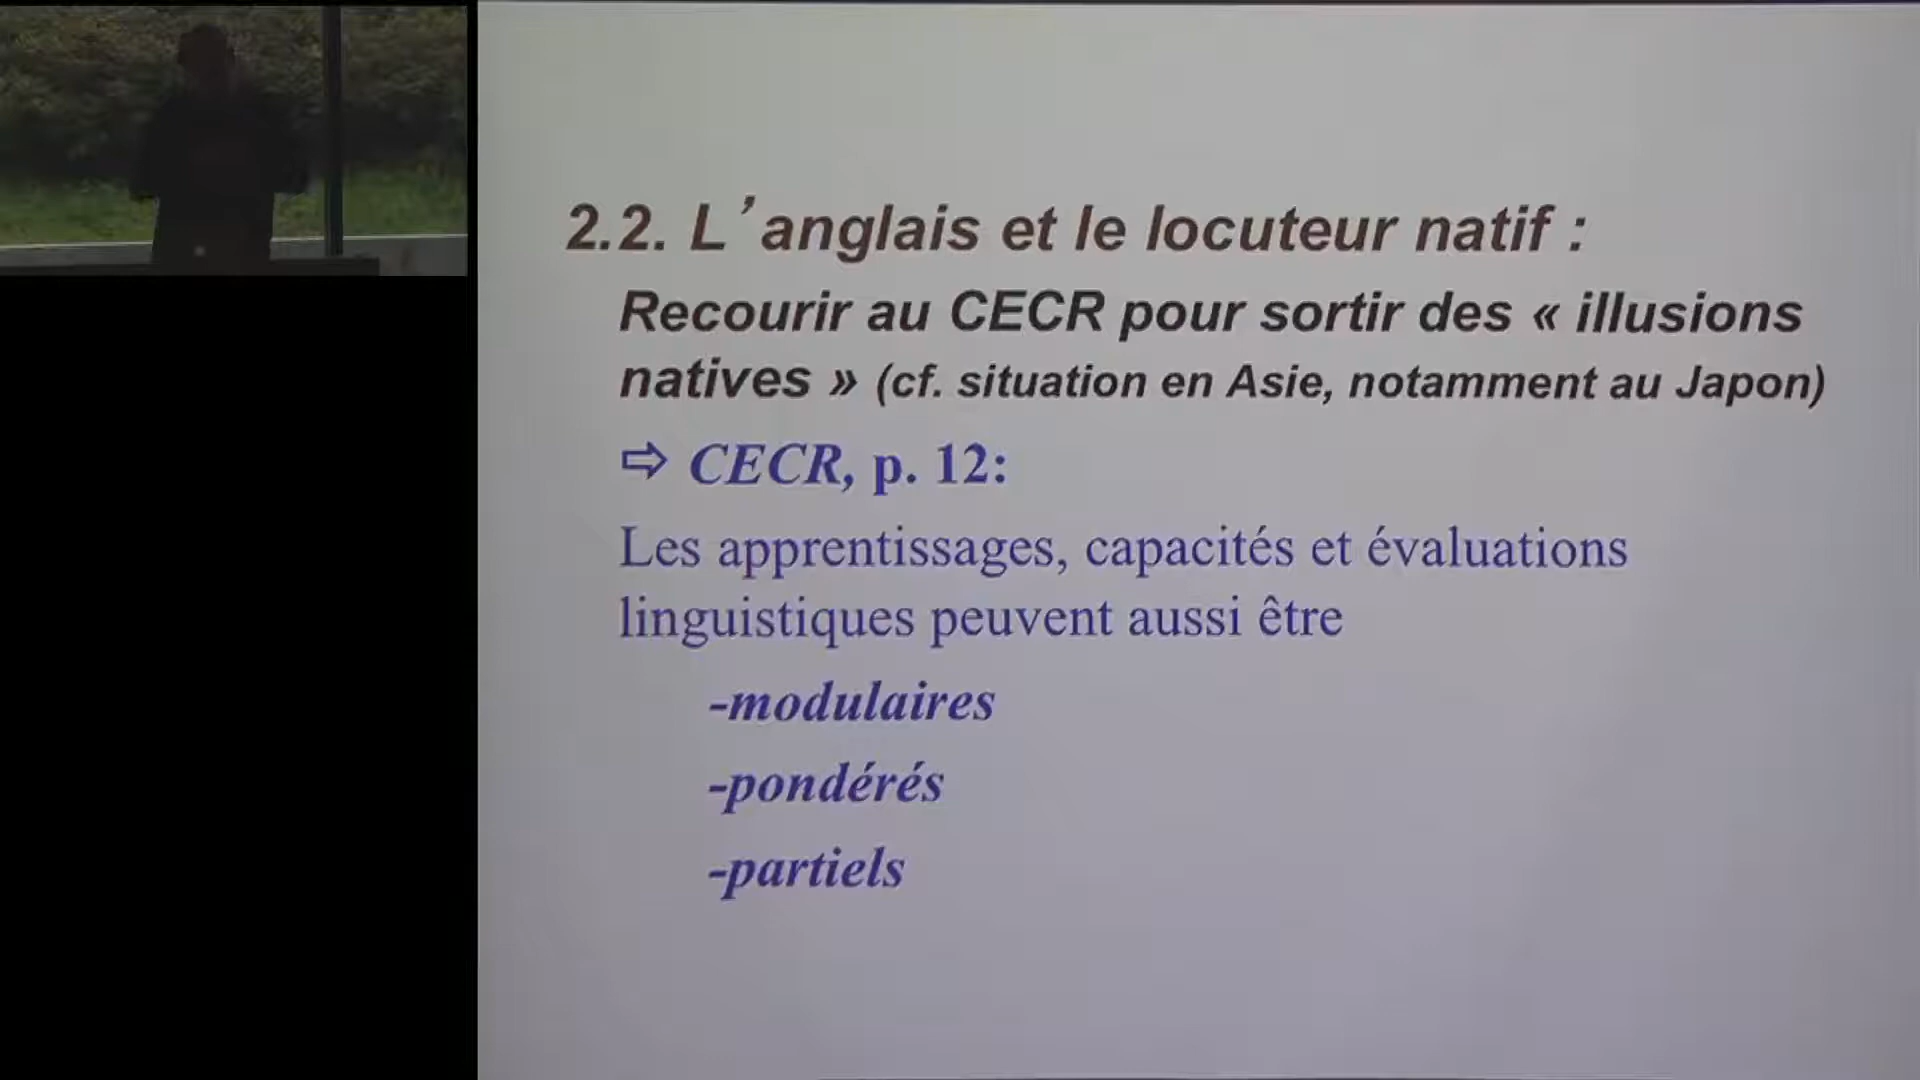 2.2. L'anglais et le locuteur natif :
Recourir au CECR pour sortir des « illusions
natives » (cf. situation en Asie, notamment au Japon)
⇨ CECR, p. 12:
Les apprentissages, capacités et évaluations
linguistiques peuvent aussi être
-modulaires
-pondérés
-partiels